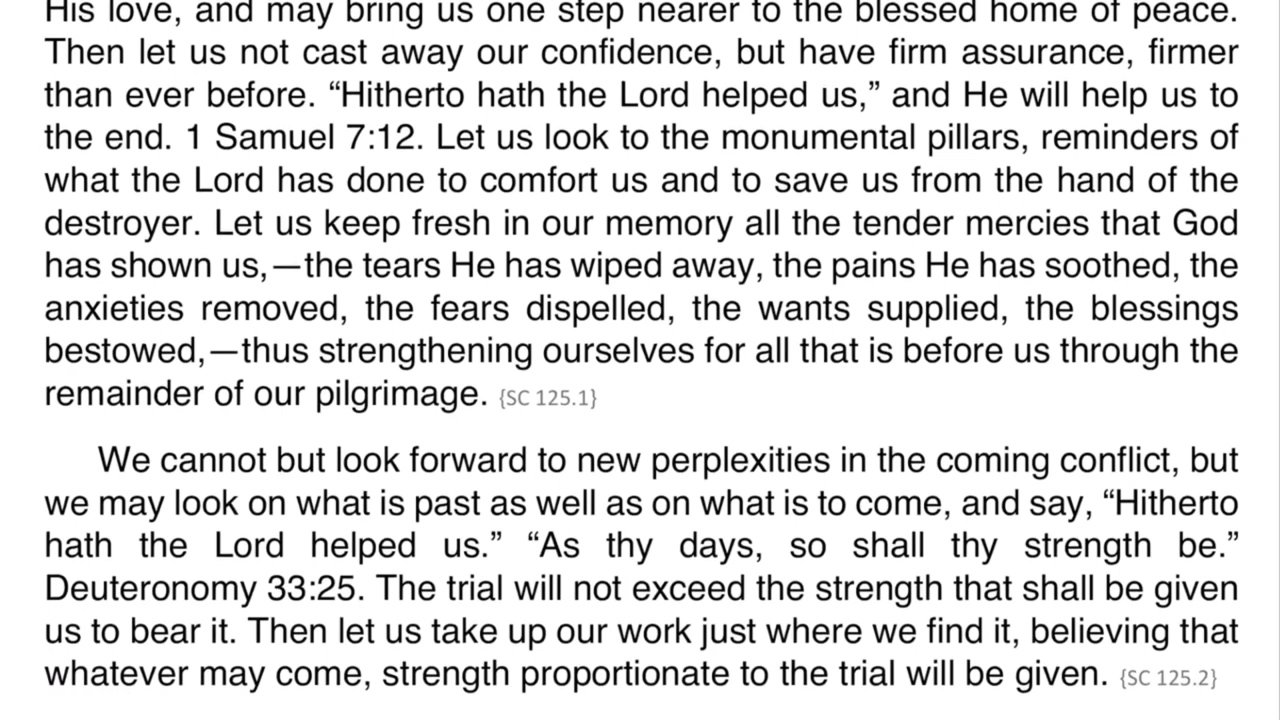 His love, and may bring us one step nearer to the blessed home of peace.
Then let us not cast away our confidence, but have firm assurance, firmer
than ever before. “Hitherto hath the Lord helped us,” and He will help us to
the end. 1 Samuel 7:12. Let us look to the monumental pillars, reminders of
what the Lord has done to comfort us and to save us from the hand of the
destroyer. Let us keep fresh in our memory all the tender mercies that God
has shown us,—the tears He has wiped away, the pains He has soothed, the
anxieties removed, the fears dispelled, the wants supplied, the blessings
bestowed,—thus strengthening ourselves for all that is before us through the
remainder of our pilgrimage. {SC 125.1}
We cannot but look forward to new perplexities in the coming conflict, but
we may look on what is past as well as on what is to come, and say, “Hitherto
hath the Lord helped us.” “As thy days, so shall thy strength be.”
Deuteronomy 33:25. The trial will not exceed the strength that shall be given
us to bear it. Then let us take up our work just where we find it, believing that
whatever may come, strength proportionate to the trial will be given. {SC 125.2}